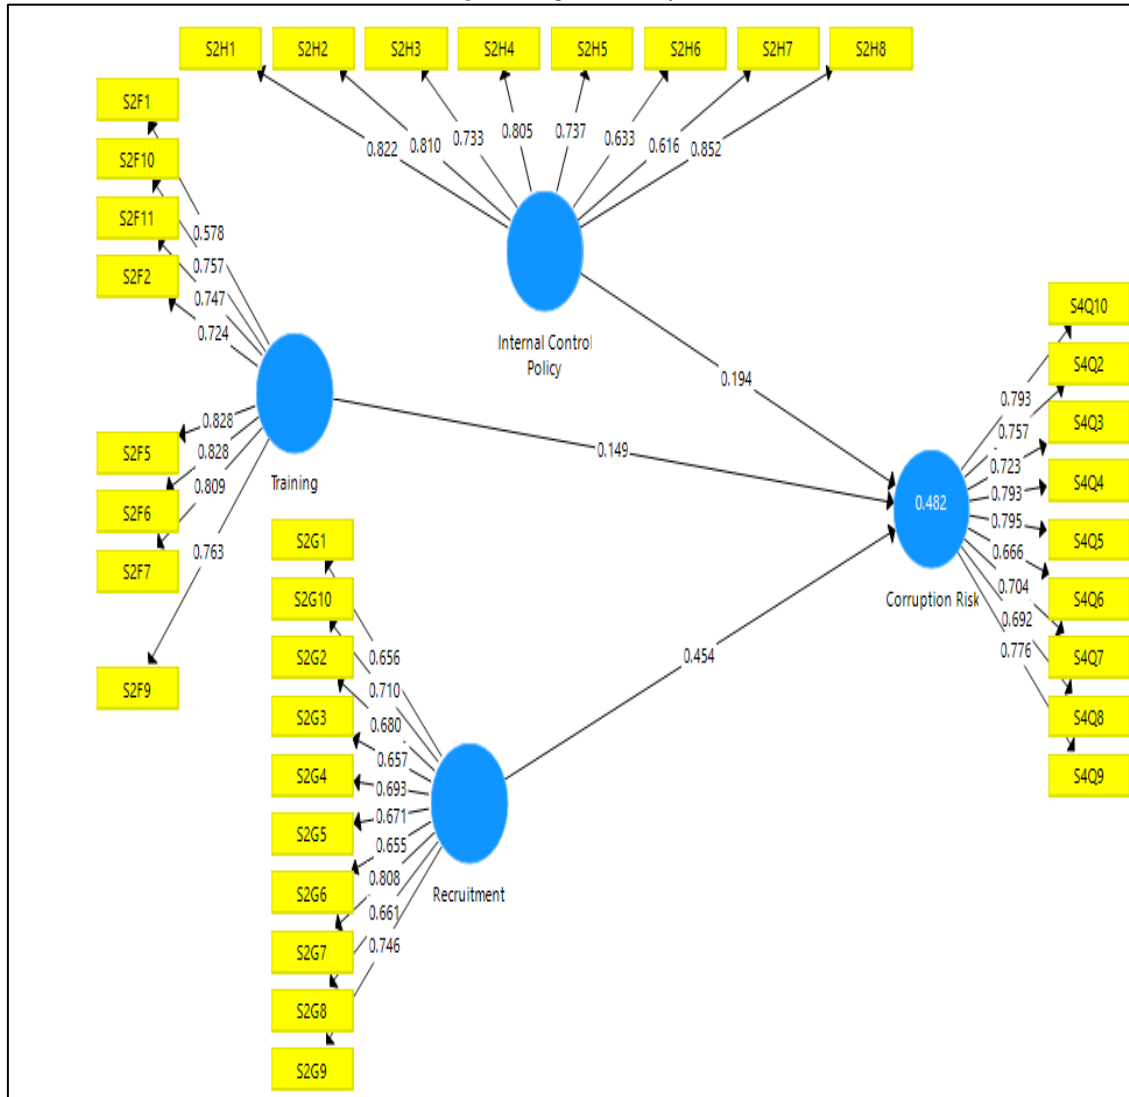 S2H1
S2H2
S2H3
S2H4
S2H5
S2H6
S2H7
S2H8
0.822
0.810
0.733
0.805
0.737
0.633
0.616
0.852
Internal Control
Policy
S2F1
S2F10
S2F11
S2F2
S2F5
S2F6
S2F7
S2F9
0.578
0.757
0.747
0.724
0.828
0.828
0.809
0.763
Training
0.194
0.149
0.454
S2G1
S2G10
S2G2
S2G3
S2G4
S2G5
S2G6
S2G7
S2G8
S2G9
0.656
0.710
0.680
0.657
0.693
0.671
0.655
0.808
0.661
0.746
Recruitment
0.482
Corruption Risk
0.793
0.757
0.723
0.793
0.795
0.666
0.704
0.692
0.776
S4Q10
S4Q2
S4Q3
S4Q4
S4Q5
S4Q6
S4Q7
S4Q8
S4Q9